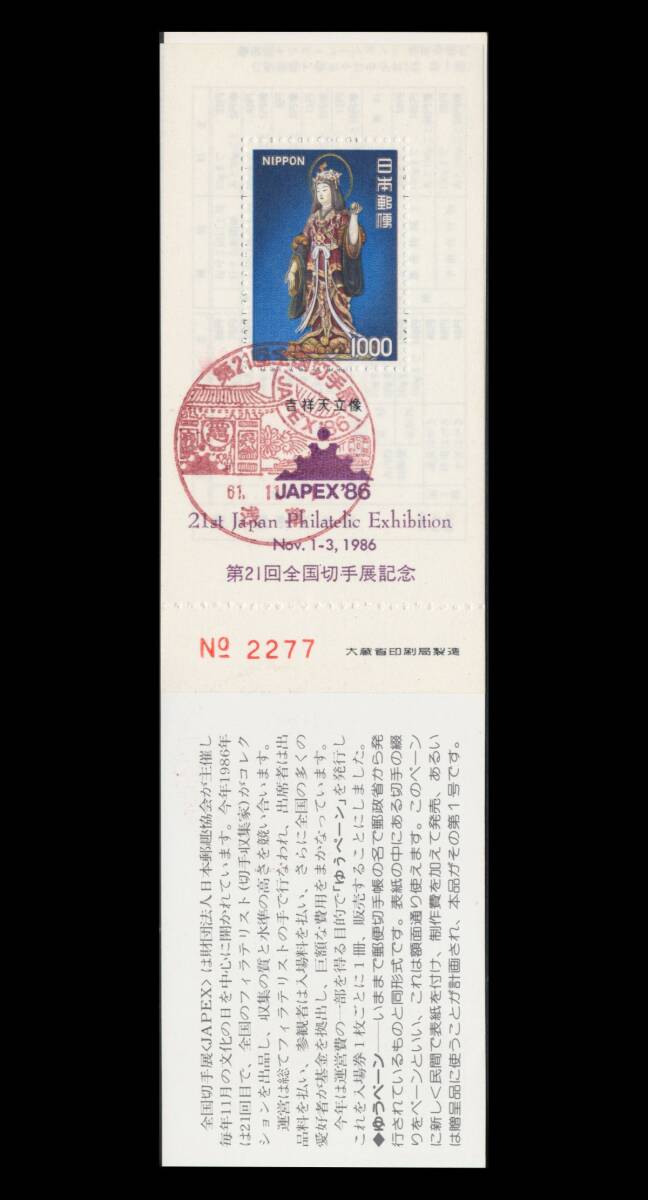 NIPPON
日本郵便
1000
第21回全国切手展
JAPEX'86
吉祥天立像
61. 11.
JAPEX'86
21st Japan Philatelic Exhibition
Nov. 1-3, 1986
第21回全国切手展記念
No 2277
大蔵省印刷局製造
全国切手展<JAPEX>は財団法人日本郵趣協会が主催し
毎年11月の文化の日を中心に開かれています。今年1986年
は21回目で、全国のフィラテリスト(切手収集家)がコレク
ションを出品し、収集の質と水準の高さを競い合います。
運営は総てフィラテリストの手で行なわれ、出席者は出
品料を払い、参観者は入場料を払い、さらに全国の多くの
愛好者が基金を拠出し、巨額な費用をまかなっています。
今年は運営費の一部を得る目的で「ゆうペーン」を発行し
これを入場券1枚ごとに1冊、販売することにしました。
◆ゆうペーン——いままで郵便切手帳の名で郵政省から発
行されているものと同形式です。表紙の中にある切手の綴
りをペーンといい、これは額面通り使えます。このペーン
に新しく民間で表紙を付け、制作費を加えて発売、あるい
は贈呈品に使うことが計画され、本品がその第1号です。